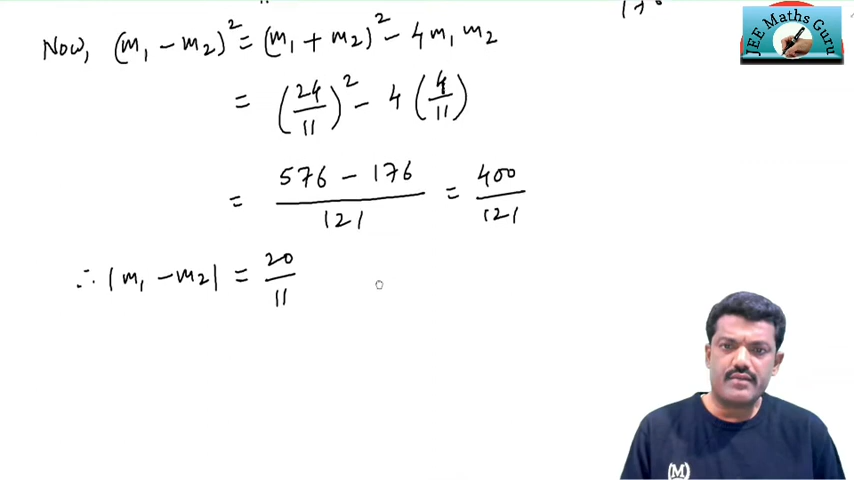 Now, (m₁ − m₂)² = (m₁ + m₂)² − 4m₁m₂
= (24/11)² − 4(4/11)
= 576 − 176 / 121 = 400 / 121
∴ |m₁ − m₂| = 20/11
JEE Maths Guru
(M)